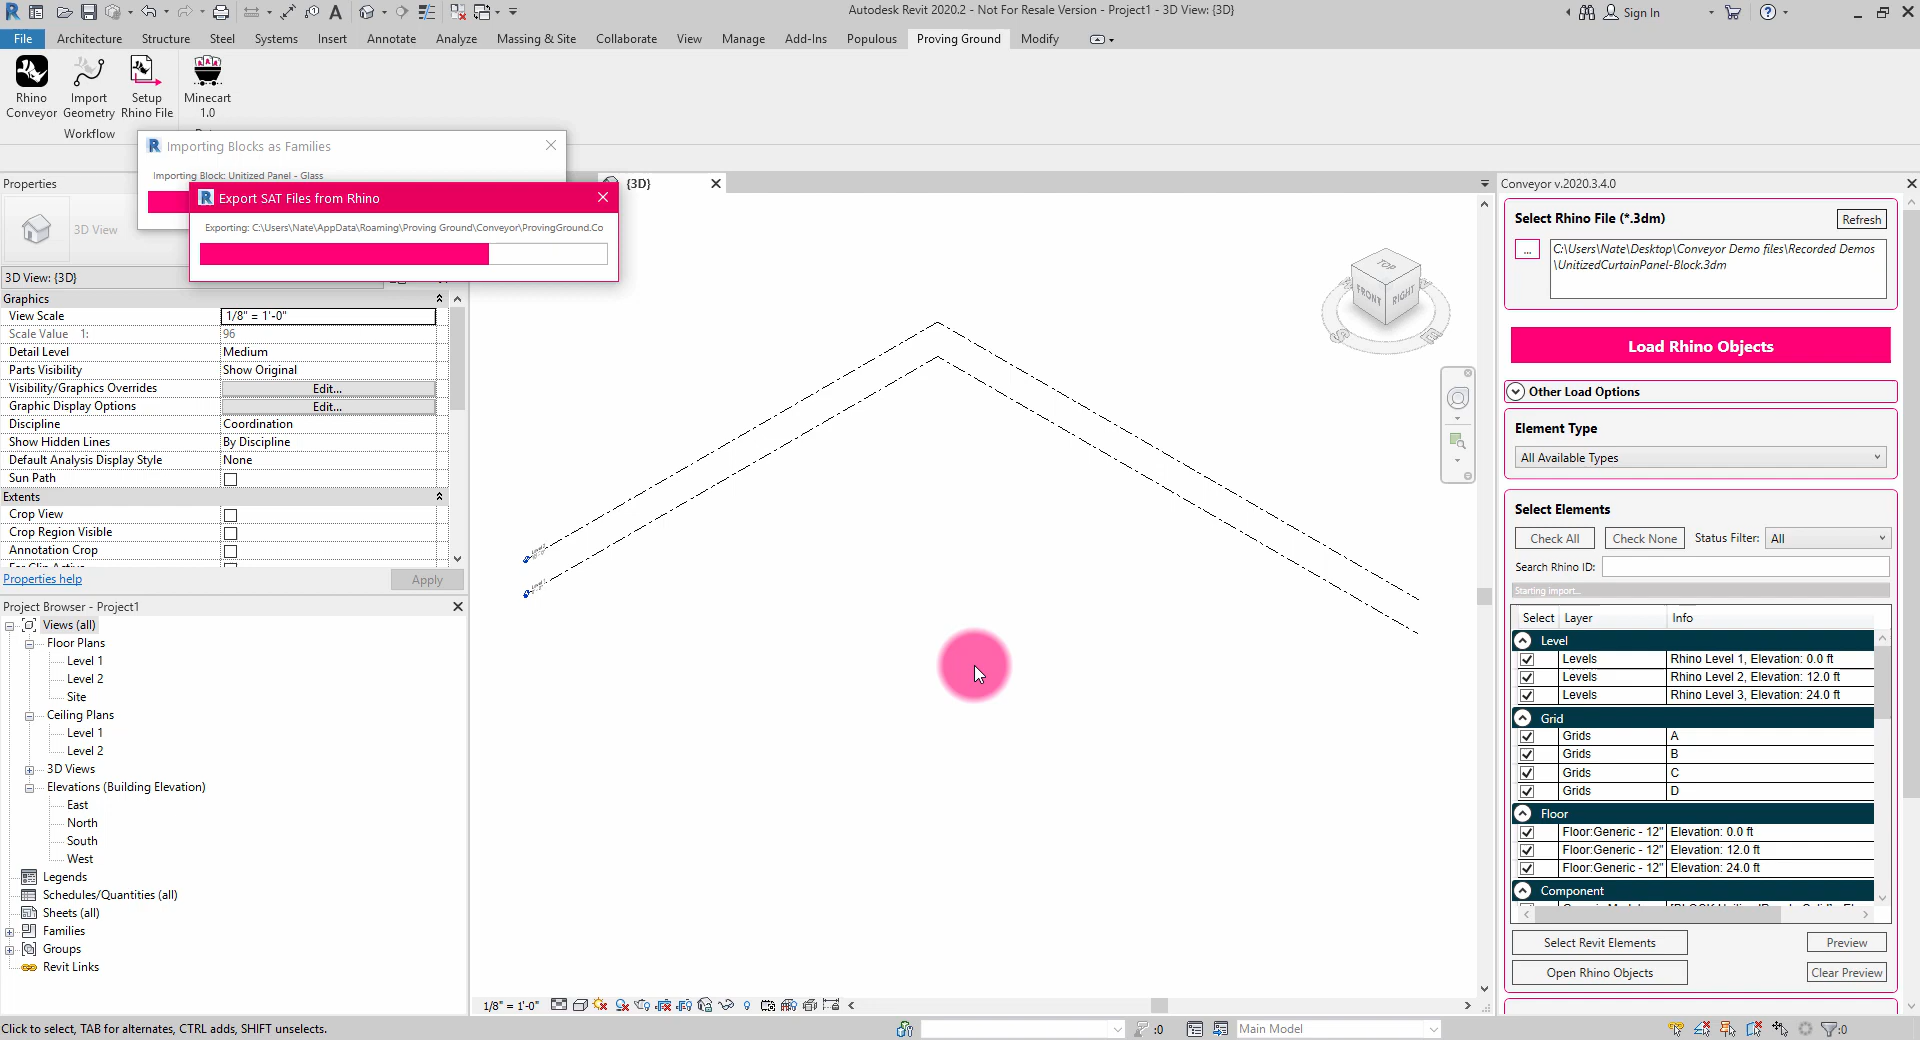 Autodesk Revit 2020.2 - Not For Resale Version - Project1 - 3D View: {3D}
Sign In
File
Architecture
Structure
Steel
Systems
Insert
Annotate
Analyze
Massing & Site
Collaborate
View
Manage
Add-Ins
Populous
Proving Ground
Modify
Rhino Conveyor
Import Geometry
Setup Rhino File
Minecart 1.0
Workflow
Importing Blocks as Families
Importing Block: Unitized Panel - Glass
Export SAT Files from Rhino
Exporting: C:\Users\Nate\AppData\Roaming\Proving Ground\Conveyor\ProvingGround.Co
Properties
3D View
3D View: {3D}
Graphics
View Scale 1/8" = 1'-0"
Scale Value 1: 96
Detail Level Medium
Parts Visibility Show Original
Visibility/Graphics Overrides Edit...
Graphic Display Options Edit...
Discipline Coordination
Show Hidden Lines By Discipline
Default Analysis Display Style None
Sun Path
Extents
Crop View
Crop Region Visible
Annotation Crop
Properties help
Apply
Project Browser - Project1
Views (all)
Floor Plans
Level 1
Level 2
Site
Ceiling Plans
Level 1
Level 2
3D Views
Elevations (Building Elevation)
East
North
South
West
Legends
Schedules/Quantities (all)
Sheets (all)
Families
Groups
Revit Links
{3D}
TOP
FRONT
RIGHT
1/8" = 1'-0"
Conveyor v.2020.3.4.0
Select Rhino File (*.3dm)
Refresh
...
C:\Users\Nate\Desktop\Conveyor Demo files\Recorded Demos
\UnitizedCurtainPanel-Block.3dm
Load Rhino Objects
Other Load Options
Element Type
All Available Types
Select Elements
Check All
Check None
Status Filter: All
Search Rhino ID:
Starting import...
Select Layer Info
Level
Levels Rhino Level 1, Elevation: 0.0 ft
Levels Rhino Level 2, Elevation: 12.0 ft
Levels Rhino Level 3, Elevation: 24.0 ft
Grid
Grids A
Grids B
Grids C
Grids D
Floor
Floor:Generic - 12" Elevation: 0.0 ft
Floor:Generic - 12" Elevation: 12.0 ft
Floor:Generic - 12" Elevation: 24.0 ft
Component
Select Revit Elements
Preview
Open Rhino Objects
Clear Preview
Click to select, TAB for alternates, CTRL adds, SHIFT unselects.
:0
Main Model
:0